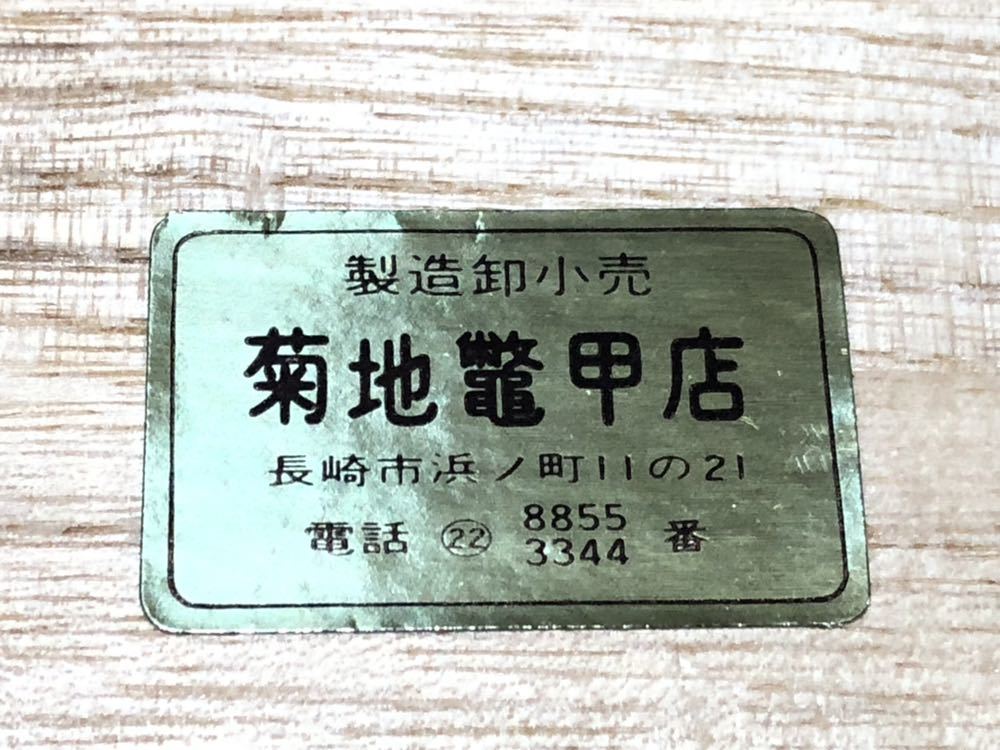 製造卸小売
菊地鼈甲店
長崎市浜ノ町11の21
電話 ㉒ 8855 番
3344